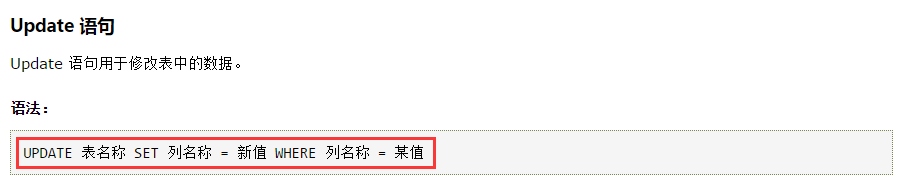 Update 语句
Update 语句用于修改表中的数据。
语法：
UPDATE 表名称 SET 列名称 = 新值 WHERE 列名称 = 某值